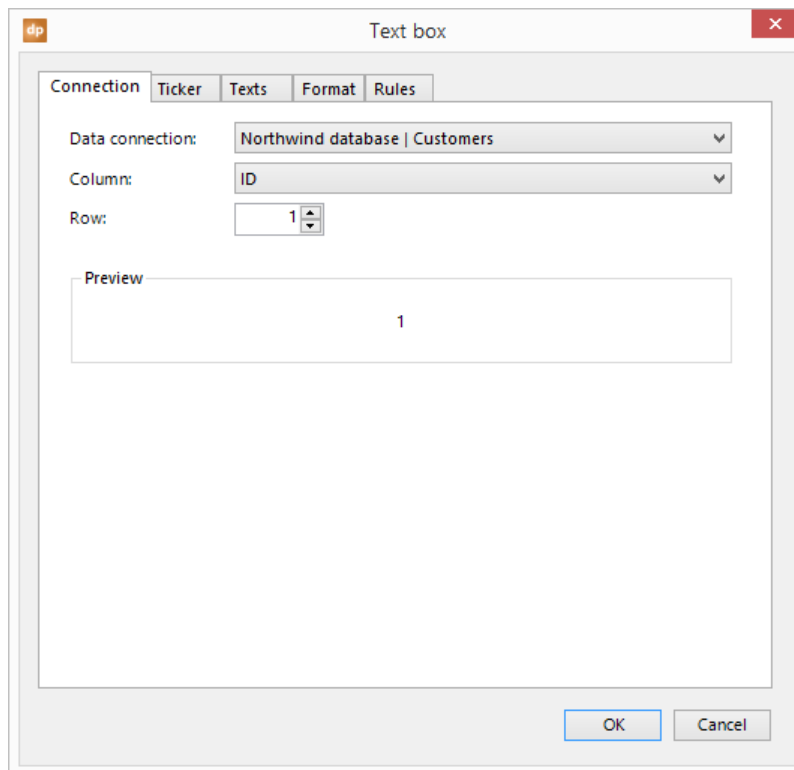 dp Text box
Connection Ticker Texts Format Rules
Data connection: Northwind database | Customers
Column: ID
Row: 1
Preview
1
OK Cancel